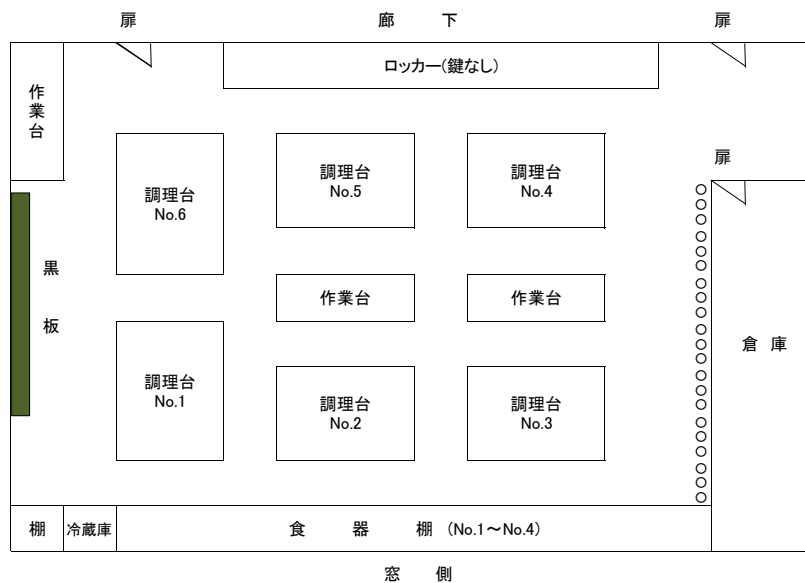 扉 廊 下 扉
ロッカー(鍵なし)
作業台
扉
調理台
No.6
調理台
No.5
調理台
No.4
黒 板
作業台
作業台
倉 庫
調理台
No.1
調理台
No.2
調理台
No.3
棚
冷蔵庫
食 器 棚 (No.1～No.4)
窓 側